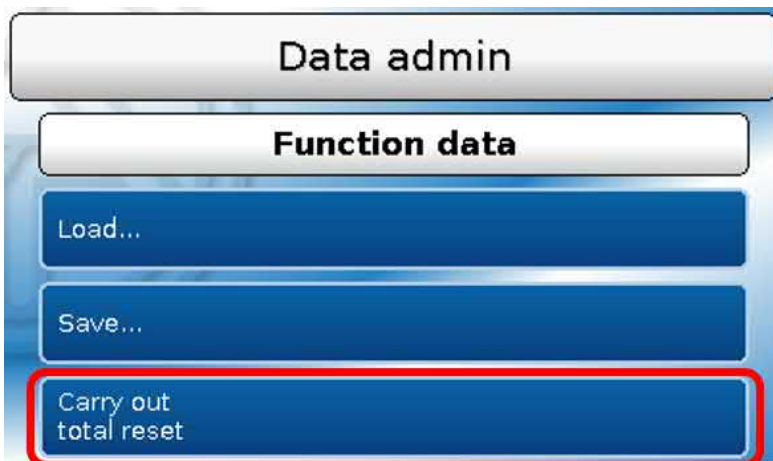 Data admin
Function data
Load...
Save...
Carry out
total reset